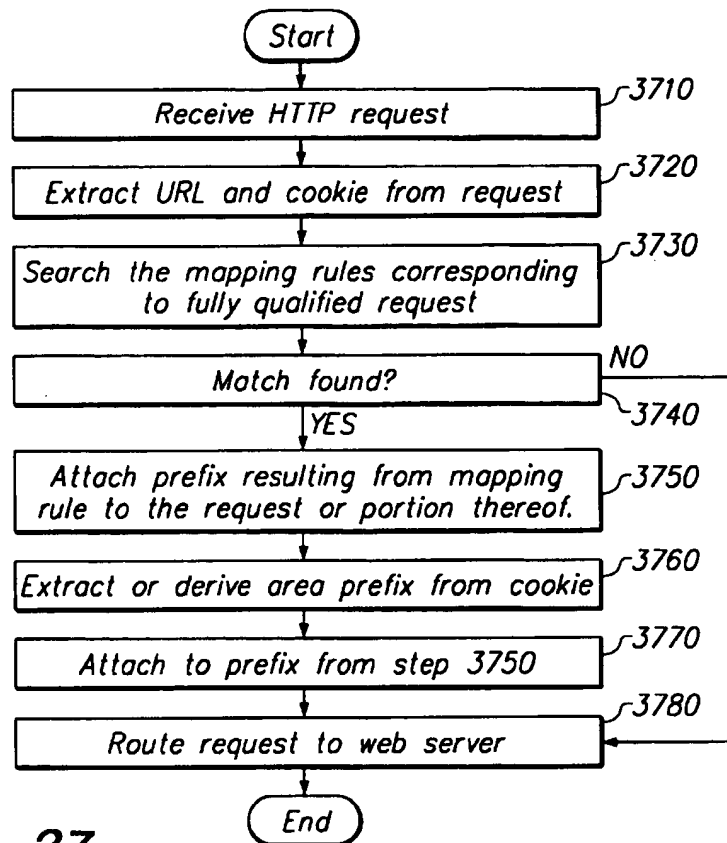 Start
Receive HTTP request
3710
Extract URL and cookie from request
3720
Search the mapping rules corresponding
to fully qualified request
3730
Match found?
NO
3740
YES
Attach prefix resulting from mapping
rule to the request or portion thereof.
3750
Extract or derive area prefix from cookie
3760
Attach to prefix from step 3750
3770
Route request to web server
3780
End